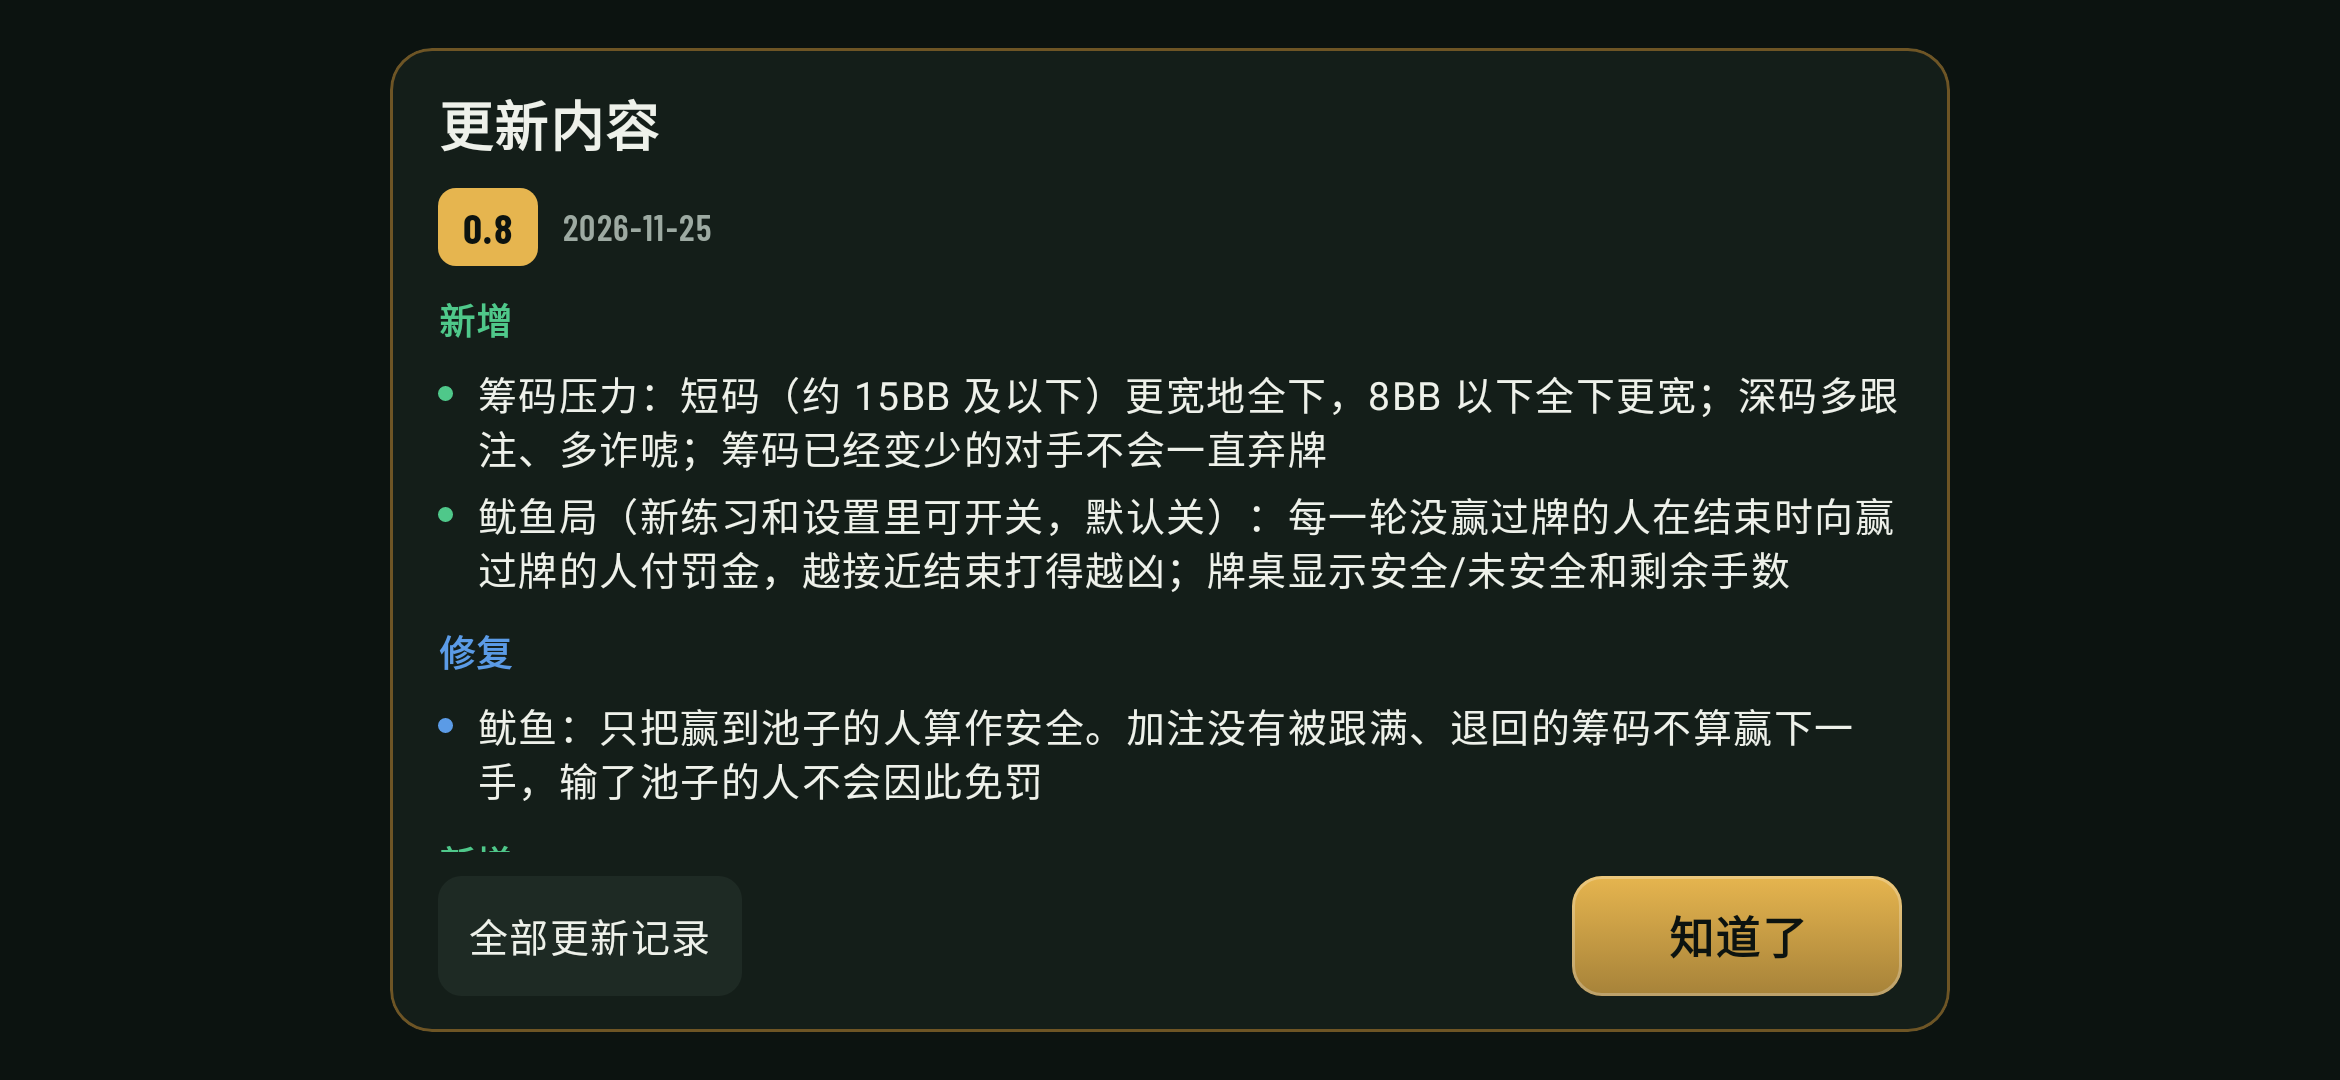 更新内容
0.8 2026-11-25
新增
筹码压力：短码（约 15BB 及以下）更宽地全下，8BB 以下全下更宽；深码多跟
注、多诈唬；筹码已经变少的对手不会一直弃牌
鱿鱼局（新练习和设置里可开关，默认关）：每一轮没赢过牌的人在结束时向赢
过牌的人付罚金，越接近结束打得越凶；牌桌显示安全/未安全和剩余手数
修复
鱿鱼：只把赢到池子的人算作安全。加注没有被跟满、退回的筹码不算赢下一
手，输了池子的人不会因此免罚
全部更新记录
知道了